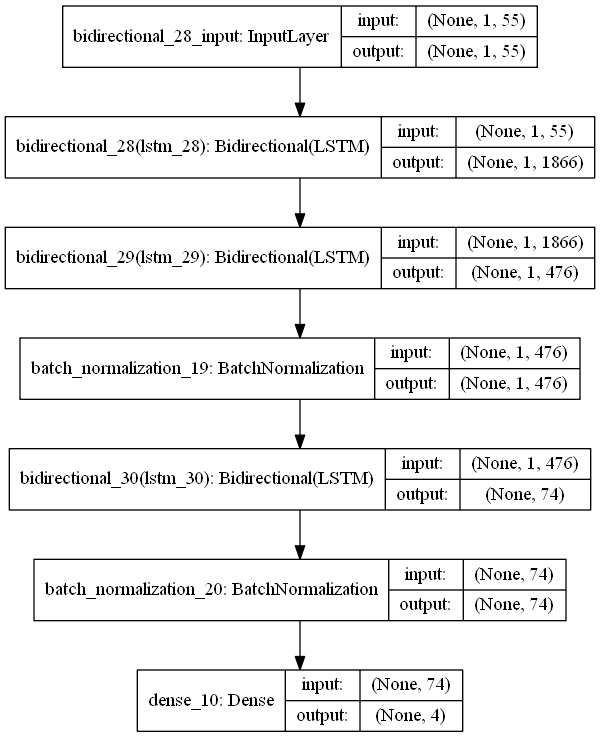 bidirectional_28_input: InputLayer
input: (None, 1, 55)
output: (None, 1, 55)
bidirectional_28(lstm_28): Bidirectional(LSTM)
input: (None, 1, 55)
output: (None, 1, 1866)
bidirectional_29(lstm_29): Bidirectional(LSTM)
input: (None, 1, 1866)
output: (None, 1, 476)
batch_normalization_19: BatchNormalization
input: (None, 1, 476)
output: (None, 1, 476)
bidirectional_30(lstm_30): Bidirectional(LSTM)
input: (None, 1, 476)
output: (None, 74)
batch_normalization_20: BatchNormalization
input: (None, 74)
output: (None, 74)
dense_10: Dense
input: (None, 74)
output: (None, 4)